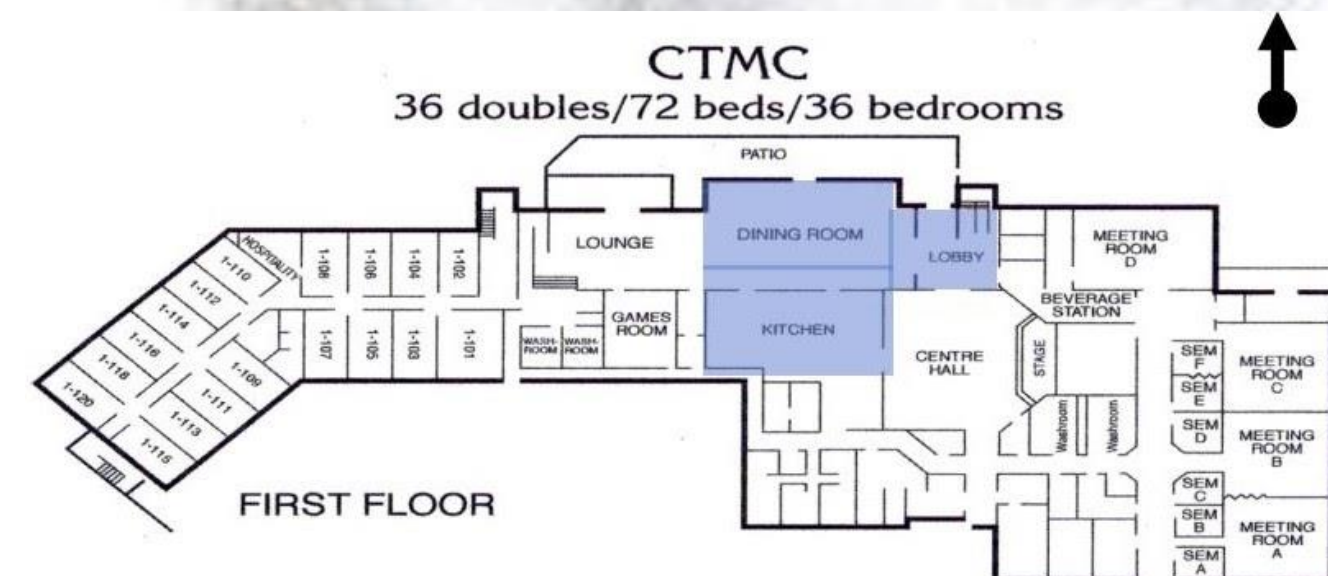 CTMC
36 doubles/72 beds/36 bedrooms
PATIO
LOUNGE
DINING ROOM
LOBBY
MEETING
ROOM
D
HOSPITALITY
1-110
1-112
1-114
1-116
1-118
1-120
1-108
1-106
1-104
1-102
1-107
1-105
1-103
1-101
1-109
1-111
1-113
1-115
WASH-
ROOM
WASH-
ROOM
GAMES
ROOM
KITCHEN
BEVERAGE
STATION
CENTRE
HALL
STAGE
Washroom
Washroom
SEM
F
SEM
E
SEM
D
SEM
C
SEM
B
SEM
A
MEETING
ROOM
C
MEETING
ROOM
B
MEETING
ROOM
A
FIRST FLOOR